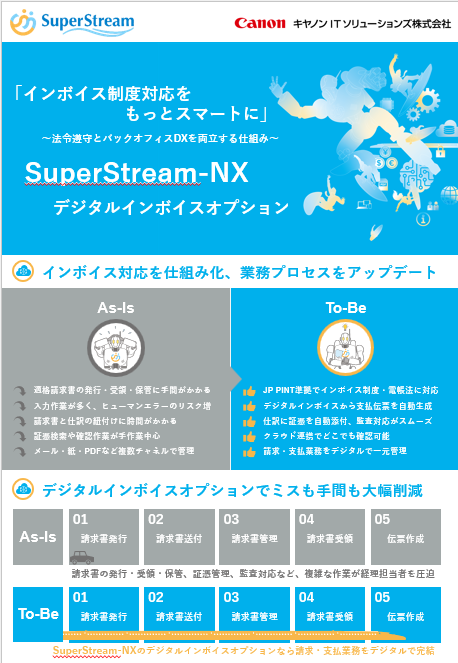 SuperStream
Canon キヤノンITソリューションズ株式会社
「インボイス制度対応を
もっとスマートに」
～法令遵守とバックオフィスDXを両立する仕組み～
SuperStream-NX
デジタルインボイスオプション
インボイス対応を仕組み化、業務プロセスをアップデート
As-Is
適格請求書の発行・受領・保管に手間がかかる
入力作業が多く、ヒューマンエラーのリスク増
請求書と仕訳の紐付けに時間がかかる
証憑検索や確認作業が手作業中心
メール・紙・PDFなど複数チャネルで管理
To-Be
JP PINT準拠でインボイス制度・電帳法に対応
デジタルインボイスから支払伝票を自動生成
仕訳に証憑を自動添付、監査対応がスムーズ
クラウド連携でどこでも確認可能
請求・支払業務をデジタルで一元管理
デジタルインボイスオプションでミスも手間も大幅削減
As-Is
01
請求書発行
02
請求書送付
03
請求書管理
04
請求書受領
05
伝票作成
請求書の発行・受領・保管、証憑管理、監査対応など、複雑な作業が経理担当者を圧迫
To-Be
01
請求書発行
02
請求書送付
03
請求書管理
04
請求書受領
05
伝票作成
SuperStream-NXのデジタルインボイスオプションなら請求・支払業務をデジタルで完結